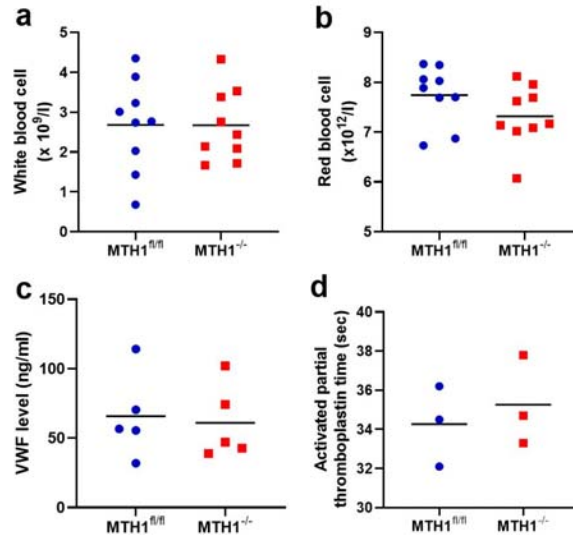 a
White blood cell
(x 10⁹/l)
5
4
3
2
1
0
MTH1fl/fl
MTH1-/-
b
Red blood cell
(x10¹²/l)
9
8
7
6
5
MTH1fl/fl
MTH1-/-
c
VWF level (ng/ml)
150
100
50
0
MTH1fl/fl
MTH1-/-
d
Activated partial
thromboplastin time (sec)
40
38
36
34
32
30
MTH1fl/fl
MTH1-/-